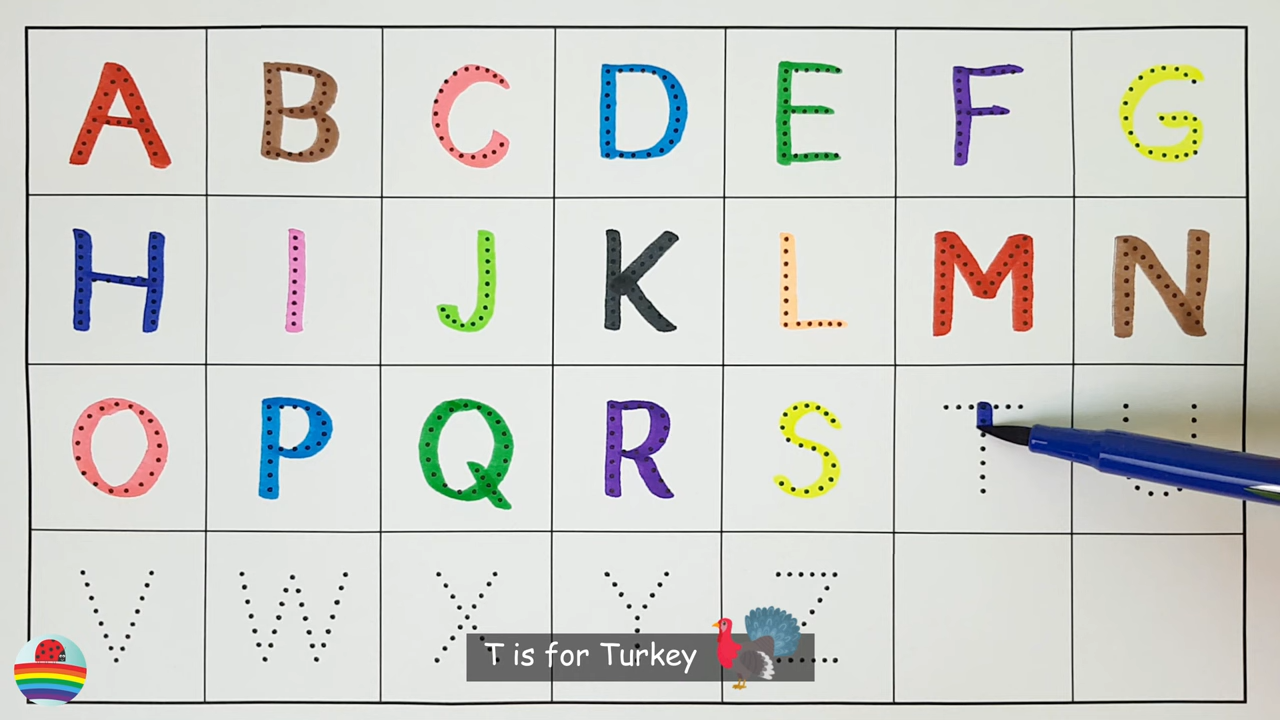 A B C D E F G
H I J K L M N
O P Q R S T U
V W X Y Z
T is for Turkey